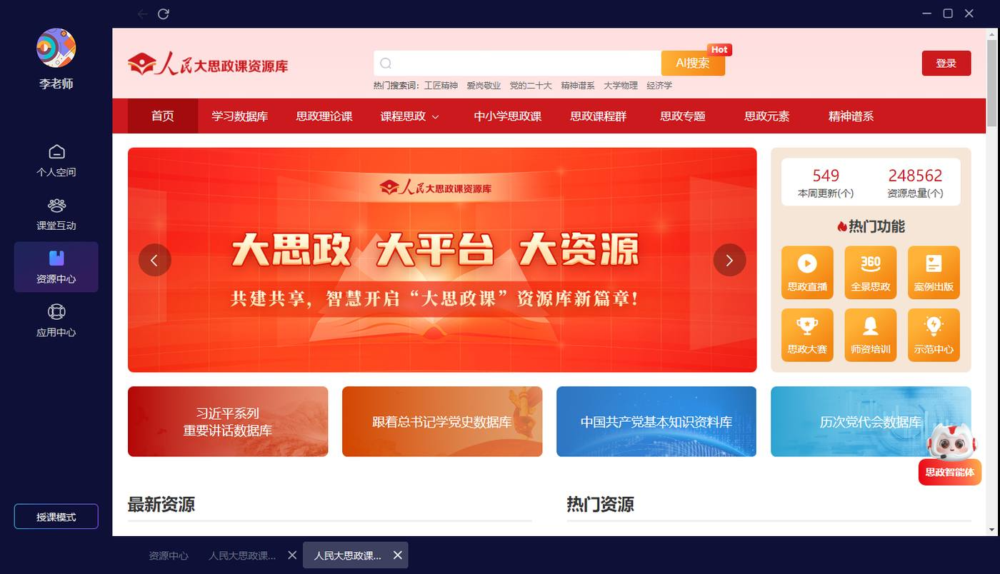 李老师
个人空间
课堂互动
资源中心
应用中心
授课模式
人民大思政课资源库
AI搜索
Hot
登录
热门搜索词： 工匠精神 爱岗敬业 党的二十大 精神谱系 大学物理 经济学
首页 学习数据库 思政理论课 课程思政 中小学思政课 思政课程群 思政专题 思政元素 精神谱系
人民大思政课资源库
大思政 大平台 大资源
共建共享，智慧开启“大思政课”资源库新篇章！
549 248562
本周更新(个) 资源总量(个)
热门功能
思政直播 360 全景思政 案例出版
思政大赛 师资培训 示范中心
习近平系列
重要讲话数据库
跟着总书记学党史数据库
中国共产党基本知识资料库
历次党代会数据库
思政智能体
最新资源 热门资源
资源中心 人民大思政课... 人民大思政课...